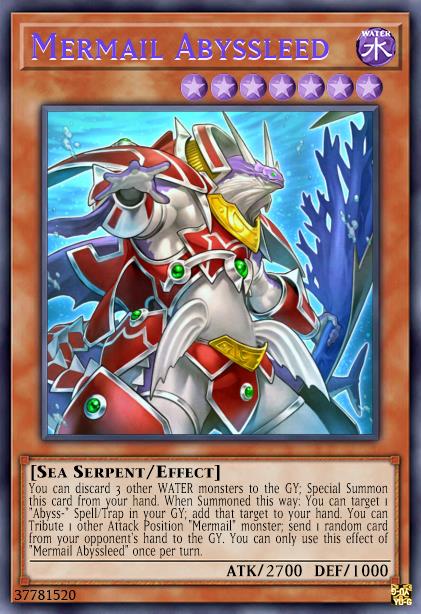 Mermail Abyssleed
WATER
水
[Sea Serpent/Effect]
You can discard 3 other WATER monsters to the GY; Special Summon
this card from your hand. When Summoned this way: You can target 1
"Abyss-" Spell/Trap in your GY; add that target to your hand. You can
Tribute 1 other Attack Position "Mermail" monster; send 1 random card
from your opponent's hand to the GY. You can only use this effect of
"Mermail Abyssleed" once per turn.
ATK/2700 DEF/1000
37781520